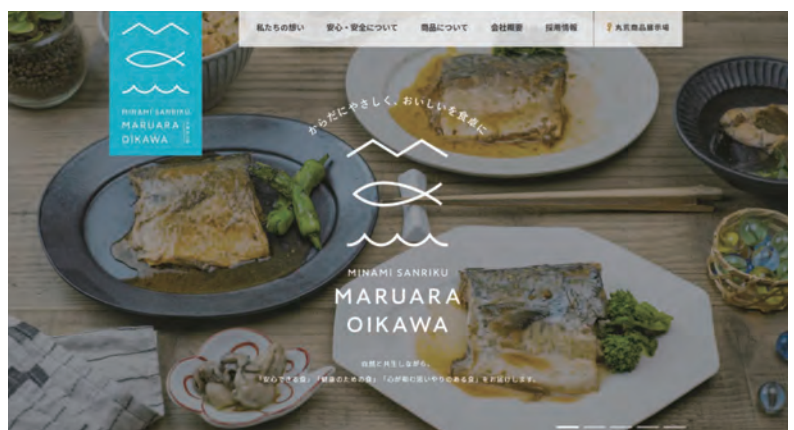 私たちの想い 安心・安全について 商品について 会社概要 採用情報 丸荒商品展示場
MINAMI SANRIKU
MARUARA
OIKAWA
からだにやさしく、おいしいを食卓に
MINAMI SANRIKU
MARUARA
OIKAWA
自然と共生しながら、
「安心できる食」「健康のための食」「心が和む思いやりのある食」をお届けします。